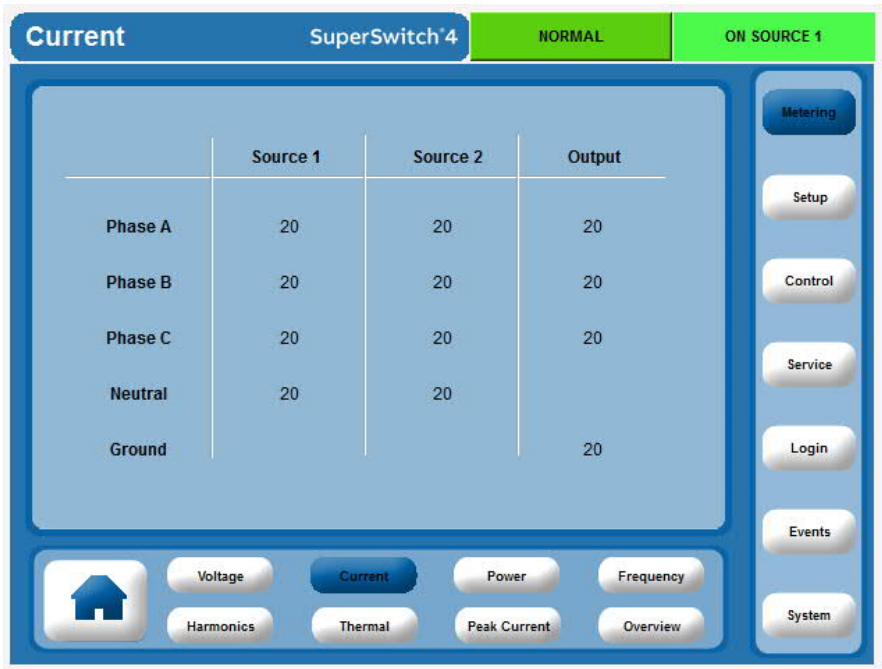 Current SuperSwitch®4 NORMAL ON SOURCE 1
Source 1 Source 2 Output
Phase A 20 20 20
Phase B 20 20 20
Phase C 20 20 20
Neutral 20 20
Ground 20
Metering
Setup
Control
Service
Login
Events
System
Voltage Current Power Frequency
Harmonics Thermal Peak Current Overview